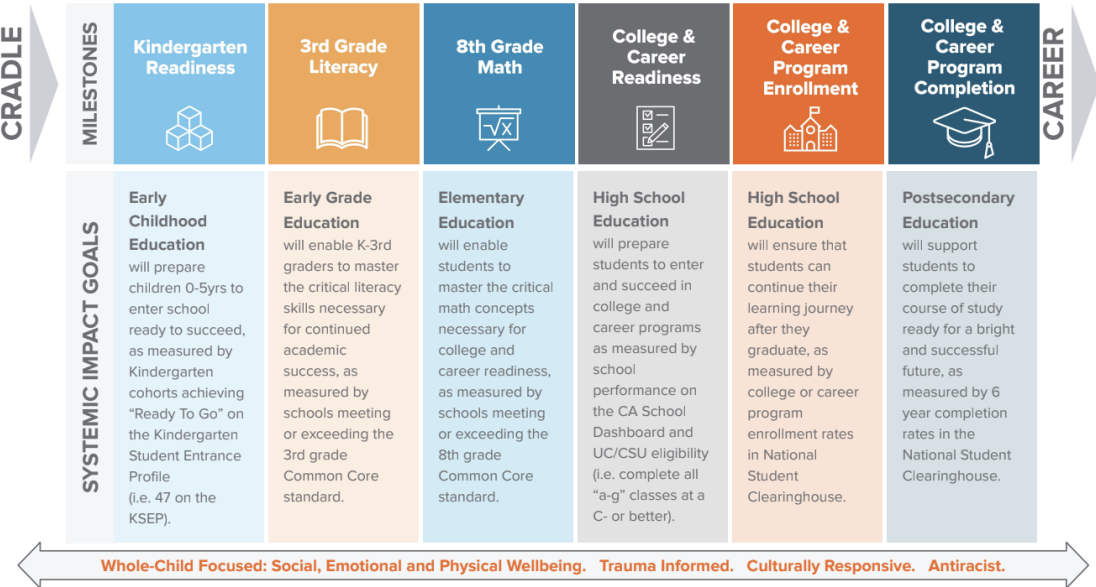 CRADLE
MILESTONES
Kindergarten
Readiness
3rd Grade
Literacy
8th Grade
Math
√X
College &
Career
Readiness
College &
Career
Program
Enrollment
College &
Career
Program
Completion
CAREER
SYSTEMIC IMPACT GOALS
Early
Childhood
Education
will prepare
children 0-5yrs to
enter school
ready to succeed,
as measured by
Kindergarten
cohorts achieving
“Ready To Go” on
the Kindergarten
Student Entrance
Profile
(i.e. 47 on the
KSEP).
Early Grade
Education
will enable K-3rd
graders to master
the critical literacy
skills necessary
for continued
academic
success, as
measured by
schools meeting
or exceeding the
3rd grade
Common Core
standard.
Elementary
Education
will enable
students to
master the critical
math concepts
necessary for
college and
career readiness,
as measured by
schools meeting
or exceeding the
8th grade
Common Core
standard.
High School
Education
will prepare
students to enter
and succeed in
college and
career programs
as measured by
school
performance on
the CA School
Dashboard and
UC/CSU eligibility
(i.e. complete all
“a-g” classes at a
C- or better).
High School
Education
will ensure that
students can
continue their
learning journey
after they
graduate, as
measured by
college or career
program
enrollment rates
in National
Student
Clearinghouse.
Postsecondary
Education
will support
students to
complete their
course of study
ready for a bright
and successful
future, as
measured by 6
year completion
rates in the
National Student
Clearinghouse.
Whole-Child Focused: Social, Emotional and Physical Wellbeing. Trauma Informed. Culturally Responsive. Antiracist.